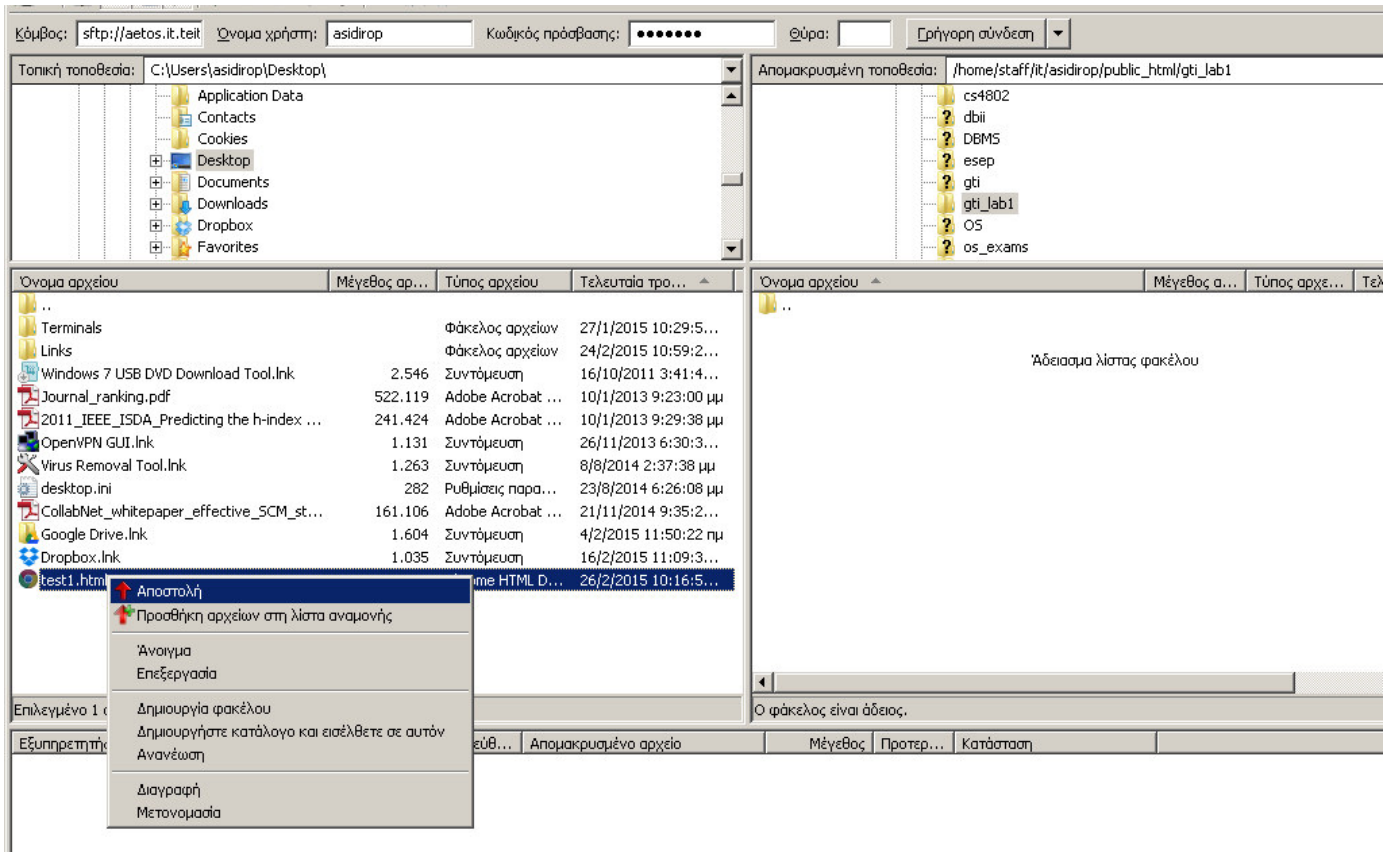 Κόμβος: sftp://aetos.it.teit Όνομα χρήστη: asidirop Κωδικός πρόσβασης: ●●●●●●● Θύρα: Γρήγορη σύνδεση
Τοπική τοποθεσία: C:\Users\asidirop\Desktop\
Application Data
Contacts
Cookies
Desktop
Documents
Downloads
Dropbox
Favorites
Απομακρυσμένη τοποθεσία: /home/staff/it/asidirop/public_html/gti_lab1
cs4802
dbii
DBMS
esep
gti
gti_lab1
OS
os_exams
Όνομα αρχείου Μέγεθος αρ... Τύπος αρχείου Τελευταία τρο...
..
Terminals Φάκελος αρχείων 27/1/2015 10:29:5...
Links Φάκελος αρχείων 24/2/2015 10:59:2...
Windows 7 USB DVD Download Tool.lnk 2.546 Συντόμευση 16/10/2011 3:41:4...
Journal_ranking.pdf 522.119 Adobe Acrobat ... 10/1/2013 9:23:00 μμ
2011_IEEE_ISDA_Predicting the h-index ... 241.424 Adobe Acrobat ... 10/1/2013 9:29:38 μμ
OpenVPN GUI.lnk 1.131 Συντόμευση 26/11/2013 6:30:3...
Virus Removal Tool.lnk 1.263 Συντόμευση 8/8/2014 2:37:38 μμ
desktop.ini 282 Ρυθμίσεις παρα... 23/8/2014 6:26:08 μμ
CollabNet_whitepaper_effective_SCM_st... 161.106 Adobe Acrobat ... 21/11/2014 9:35:2...
Google Drive.lnk 1.604 Συντόμευση 4/2/2015 11:50:22 πμ
Dropbox.lnk 1.035 Συντόμευση 16/2/2015 11:09:3...
test1.htm ome HTML D... 26/2/2015 10:16:5...
Αποστολή
Προσθήκη αρχείων στη λίστα αναμονής
Άνοιγμα
Επεξεργασία
Δημιουργία φακέλου
Δημιουργήστε κατάλογο και εισέλθετε σε αυτόν
Ανανέωση
Διαγραφή
Μετονομασία
Επιλεγμένο 1
Όνομα αρχείου Μέγεθος α... Τύπος αρχε... Τελ
..
Άδειασμα λίστας φακέλου
Ο φάκελος είναι άδειος.
Εξυπηρετητής εύθ... Απομακρυσμένο αρχείο Μέγεθος Προτερ... Κατάσταση